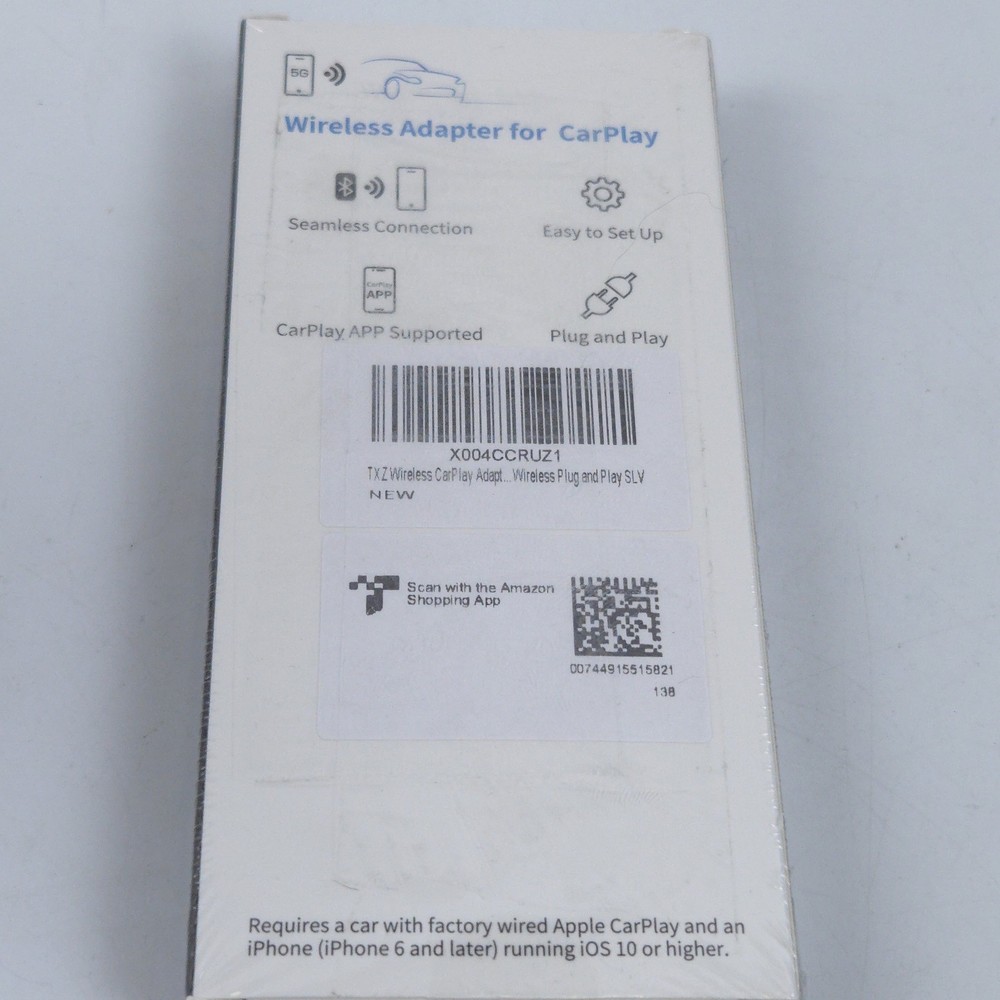 5G
Wireless Adapter for CarPlay
Seamless Connection
Easy to Set Up
CarPlay
APP
CarPlay APP Supported
Plug and Play
X004CCRUZ1
TXZ Wireless CarPlay Adapt... Wireless Plug and Play SLV
NEW
Scan with the Amazon
Shopping App
00744915515821
138
Requires a car with factory wired Apple CarPlay and an
iPhone (iPhone 6 and later) running iOS 10 or higher.